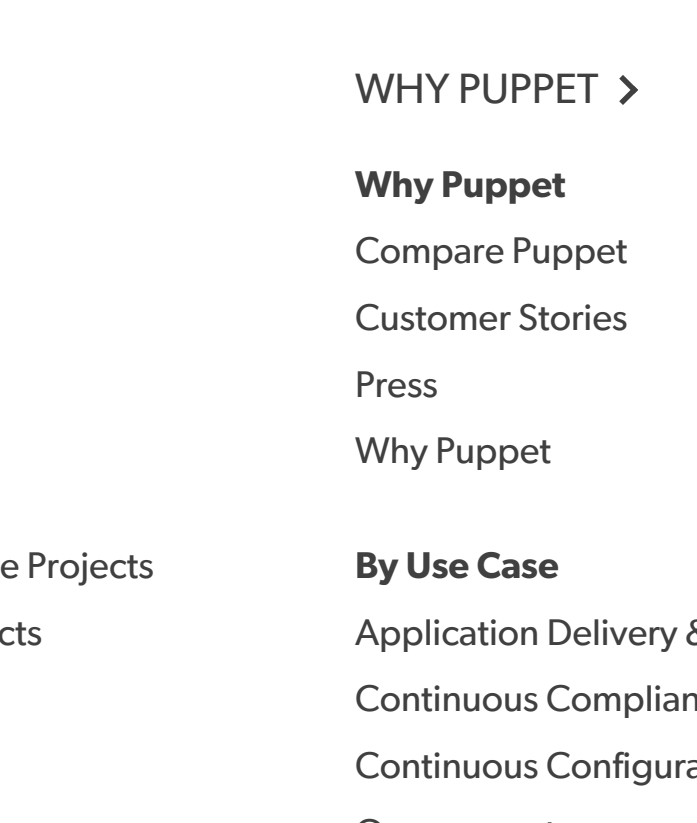 WHY PUPPET
Why Puppet
Compare Puppet
Customer Stories
Press
Why Puppet
e Projects
cts
By Use Case
Application Delivery &
Continuous Complian
Continuous Configura